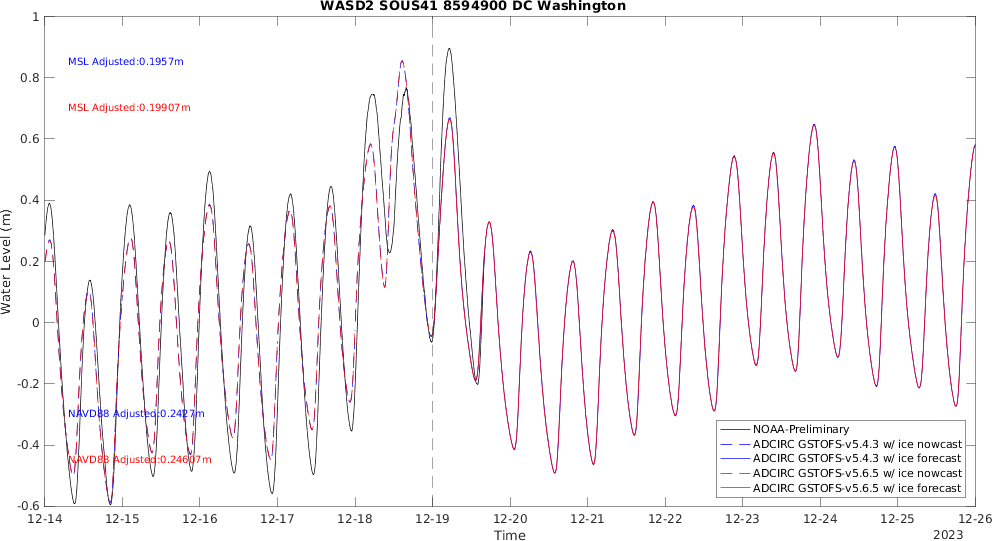 WASD2 SOUS41 8594900 DC Washington
1
0.8
0.6
0.4
0.2
0
-0.2
-0.4
-0.6
Water Level (m)
MSL Adjusted:0.1957m
MSL Adjusted:0.19907m
NAVD88 Adjusted:0.2427m
NAVD88 Adjusted:0.24607m
NOAA-Preliminary
ADCIRC GSTOFS-v5.4.3 w/ ice nowcast
ADCIRC GSTOFS-v5.4.3 w/ ice forecast
ADCIRC GSTOFS-v5.6.5 w/ ice nowcast
ADCIRC GSTOFS-v5.6.5 w/ ice forecast
12-14 12-15 12-16 12-17 12-18 12-19 12-20 12-21 12-22 12-23 12-24 12-25 12-26
Time
2023